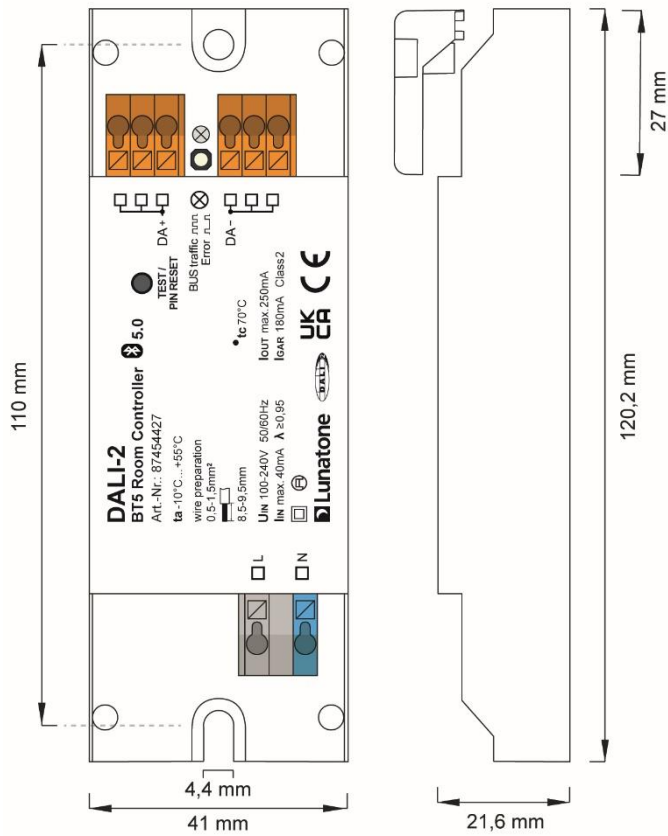 DA+
DA-
BUS traffic
Error
TEST /
PIN RESET
DALI-2
BT5 Room Controller 5.0
Art.-Nr.: 87454427
ta -10°C... +55°C
wire preparation
0,5-1,5mm²
8,5-9,5mm
tc 70°C
UIN 100-240V 50/60Hz
IIN max. 40mA λ ≥0,95
IOUT max.250mA
IGAR 180mA Class2
Lunatone
DALI
UK
CA
CE
L
N
110 mm
4,4 mm
41 mm
27 mm
120,2 mm
21,6 mm